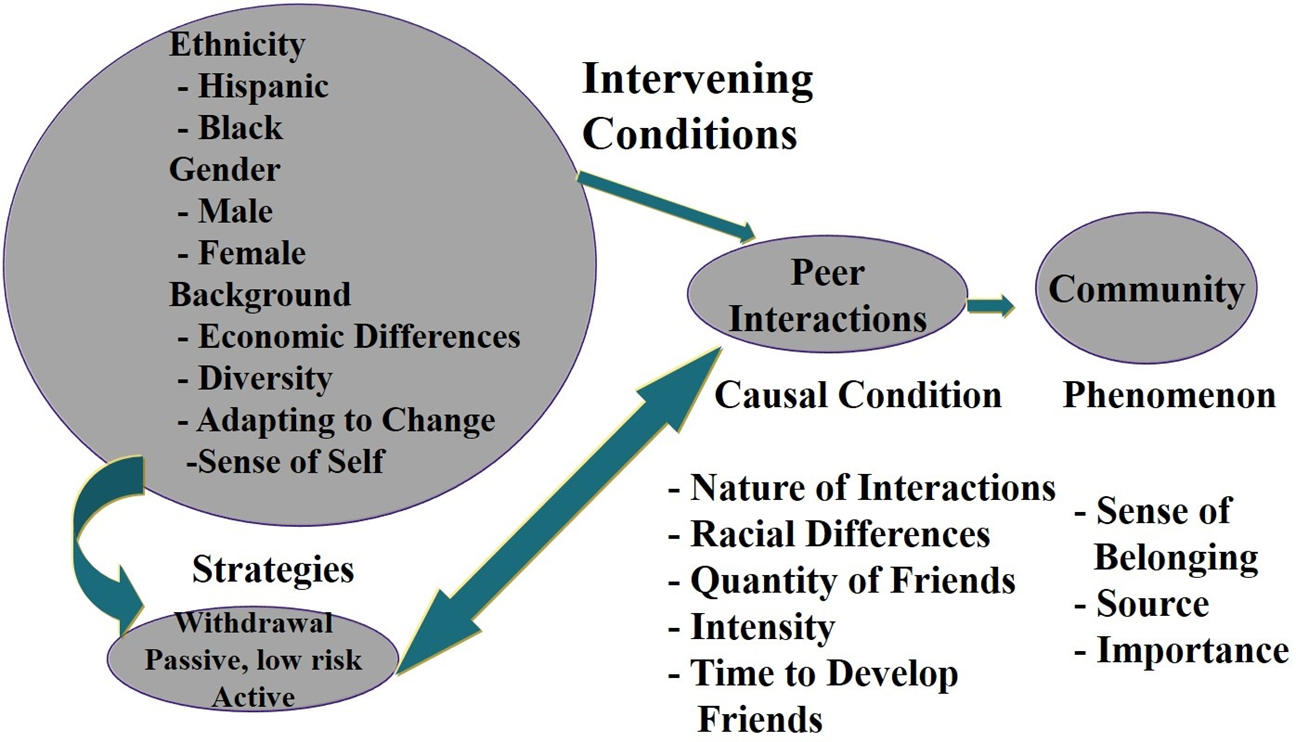 Ethnicity
- Hispanic
- Black
Gender
- Male
- Female
Background
- Economic Differences
- Diversity
- Adapting to Change
-Sense of Self
Intervening
Conditions
Peer
Interactions
Community
Causal Condition
Phenomenon
- Nature of Interactions
- Racial Differences
- Quantity of Friends
- Intensity
- Time to Develop
Friends
- Sense of
Belonging
- Source
- Importance
Strategies
Withdrawal
Passive, low risk
Active